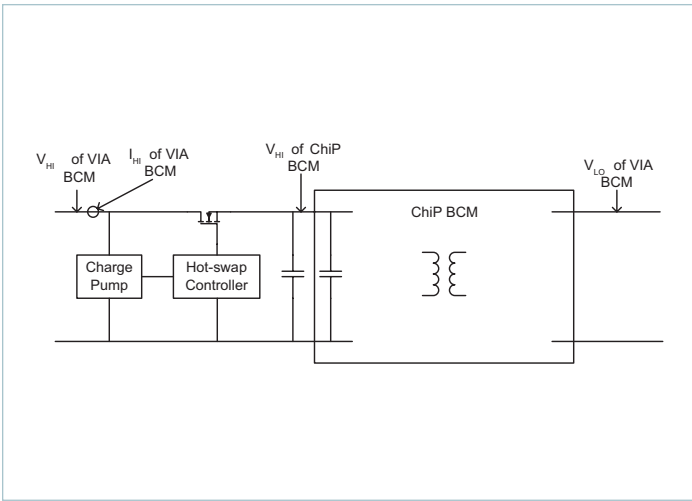 V_HI of VIA
BCM
I_HI of VIA
BCM
V_HI of ChiP
BCM
V_LO of VIA
BCM
ChiP BCM
Charge
Pump
Hot-swap
Controller